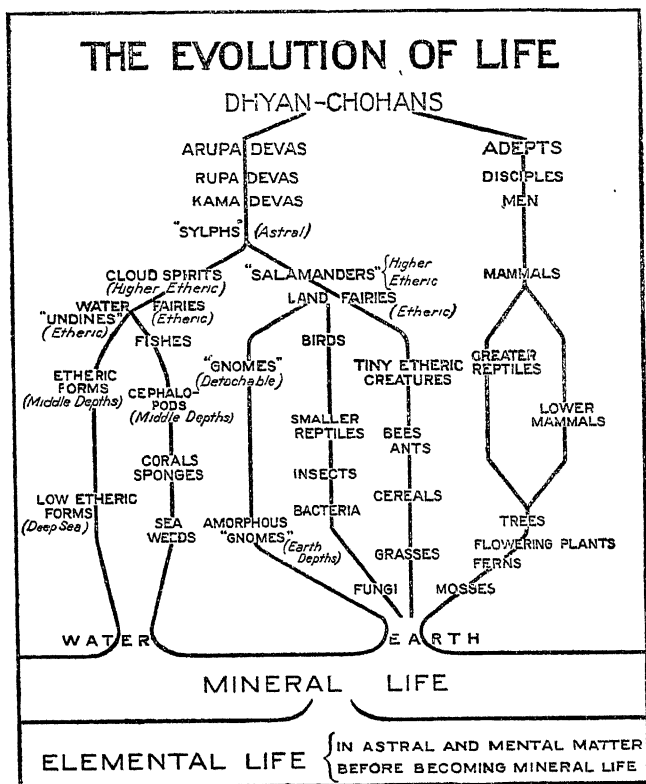 THE EVOLUTION OF LIFE
DHYAN-CHOHANS
ARUPA DEVAS
ADEPTS
RUPA DEVAS
DISCIPLES
KAMA DEVAS
MEN
"SYLPHS" (Astral)
CLOUD SPIRITS
(Higher Etheric)
"SALAMANDERS" {Higher
Etheric
MAMMALS
WATER FAIRIES
"UNDINES" (Etheric)
(Etheric)
LAND FAIRIES
(Etheric)
FISHES
"GNOMES"
(Detachable)
BIRDS
TINY ETHERIC
CREATURES
GREATER
REPTILES
ETHERIC
FORMS
(Middle Depths)
CEPHALO-
PODS
(Middle Depths)
SMALLER
REPTILES
BEES
ANTS
LOWER
MAMMALS
CORALS
SPONGES
INSECTS
CEREALS
LOW ETHERIC
FORMS
(Deep Sea)
SEA
WEEDS
AMORPHOUS
"GNOMES"
(Earth
Depths)
BACTERIA
GRASSES
TREES
FLOWERING PLANTS
FERNS
FUNGI
MOSSES
WATER
EARTH
MINERAL LIFE
ELEMENTAL LIFE {IN ASTRAL AND MENTAL MATTER
BEFORE BECOMING MINERAL LIFE